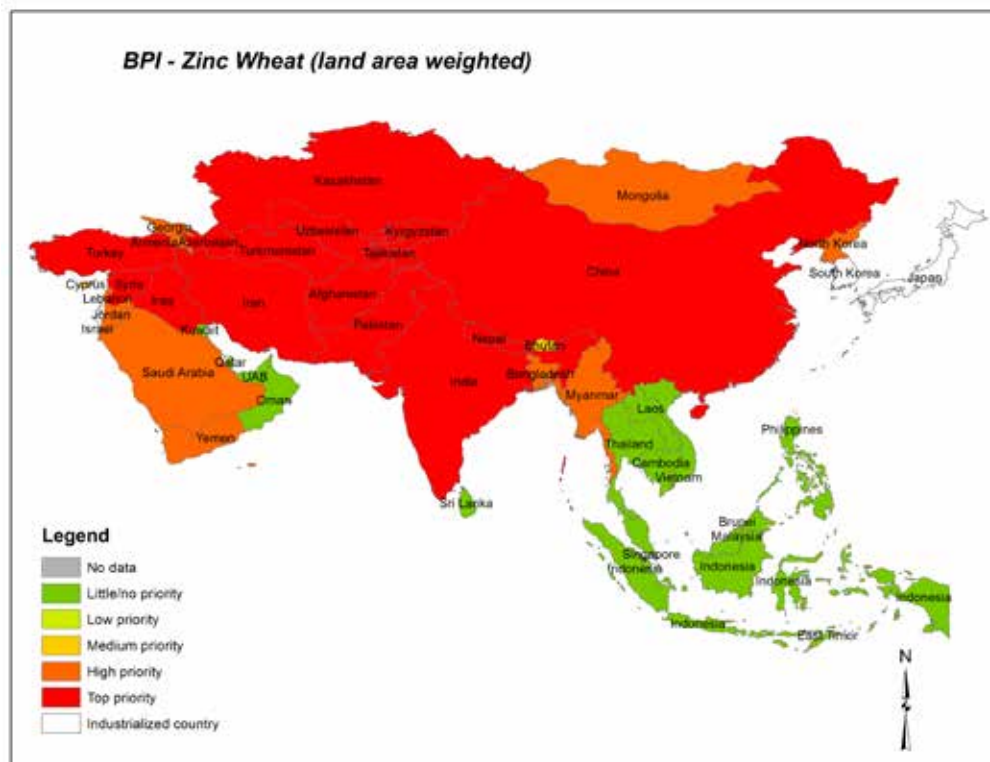 BPI - Zinc Wheat (land area weighted)
Kazakhstan
Mongolia
Georgia
Armenia
Azerbaijan
Uzbekistan
Kyrgyzstan
North Korea
Turkey
Turkmenistan
Tajikistan
China
South Korea
Japan
Cyprus
Syria
Lebanon
Iraq
Iran
Afghanistan
Jordan
Israel
Kuwait
Pakistan
Nepal
Bhutan
Qatar
Saudi Arabia
UAB
India
Bangladesh
Oman
Myanmar
Laos
Yemen
Thailand
Philippines
Cambodia
Vietnam
Sri Lanka
Brunei
Malaysia
Singapore
Indonesia
Indonesia
Indonesia
Indonesia
Indonesia
East Timor
Legend
No data
Little/no priority
Low priority
Medium priority
High priority
Top priority
Industrialized country
N